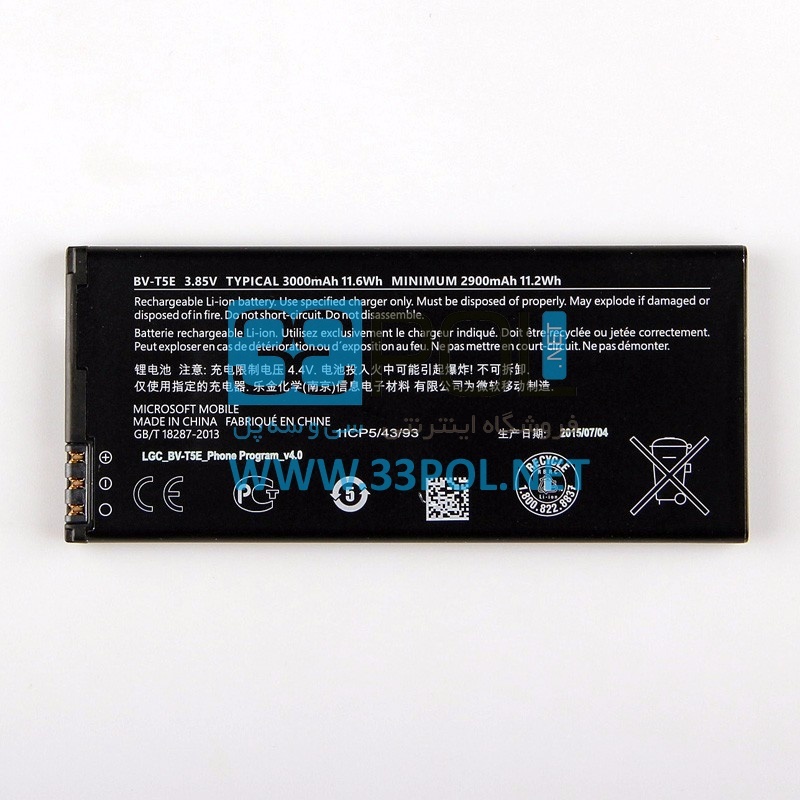 BV-T5E 3.85V TYPICAL 3000mAh 11.6Wh MINIMUM 2900mAh 11.2Wh
Rechargeable Li-ion battery. Use specified charger only. Must be disposed of properly. May explode if damaged or
disposed of in fire. Do not short-circuit. Do not disassemble.
Batterie rechargeable Li-ion. Utilisez exclusivement le chargeur indiqué. Doit être recyclée ou jetée correctement.
Peut exploser en cas de détérioration ou exposition au feu. Ne pas mettre en court-circuit. Ne pas démonter.
锂电池 注意: 充电限制电压 4.4V. 电池投入火中可能引起爆炸! 不可拆卸.
仅使用指定的充电器. 乐金化学(南京)信息电子材料有限公司为微软移动制造.
MICROSOFT MOBILE
MADE IN CHINA FABRIQUÉ EN CHINE
GB/T 18287-2013 1ICP5/43/93 生产日期: 2015/07/04
LGC_BV-T5E_Phone Program_v4.0
RECYCLE
Li-ion
1.800.822.8837
33POL.NET
فروشگاه اینترنتی سی و سه پل
WWW.33POL.NET